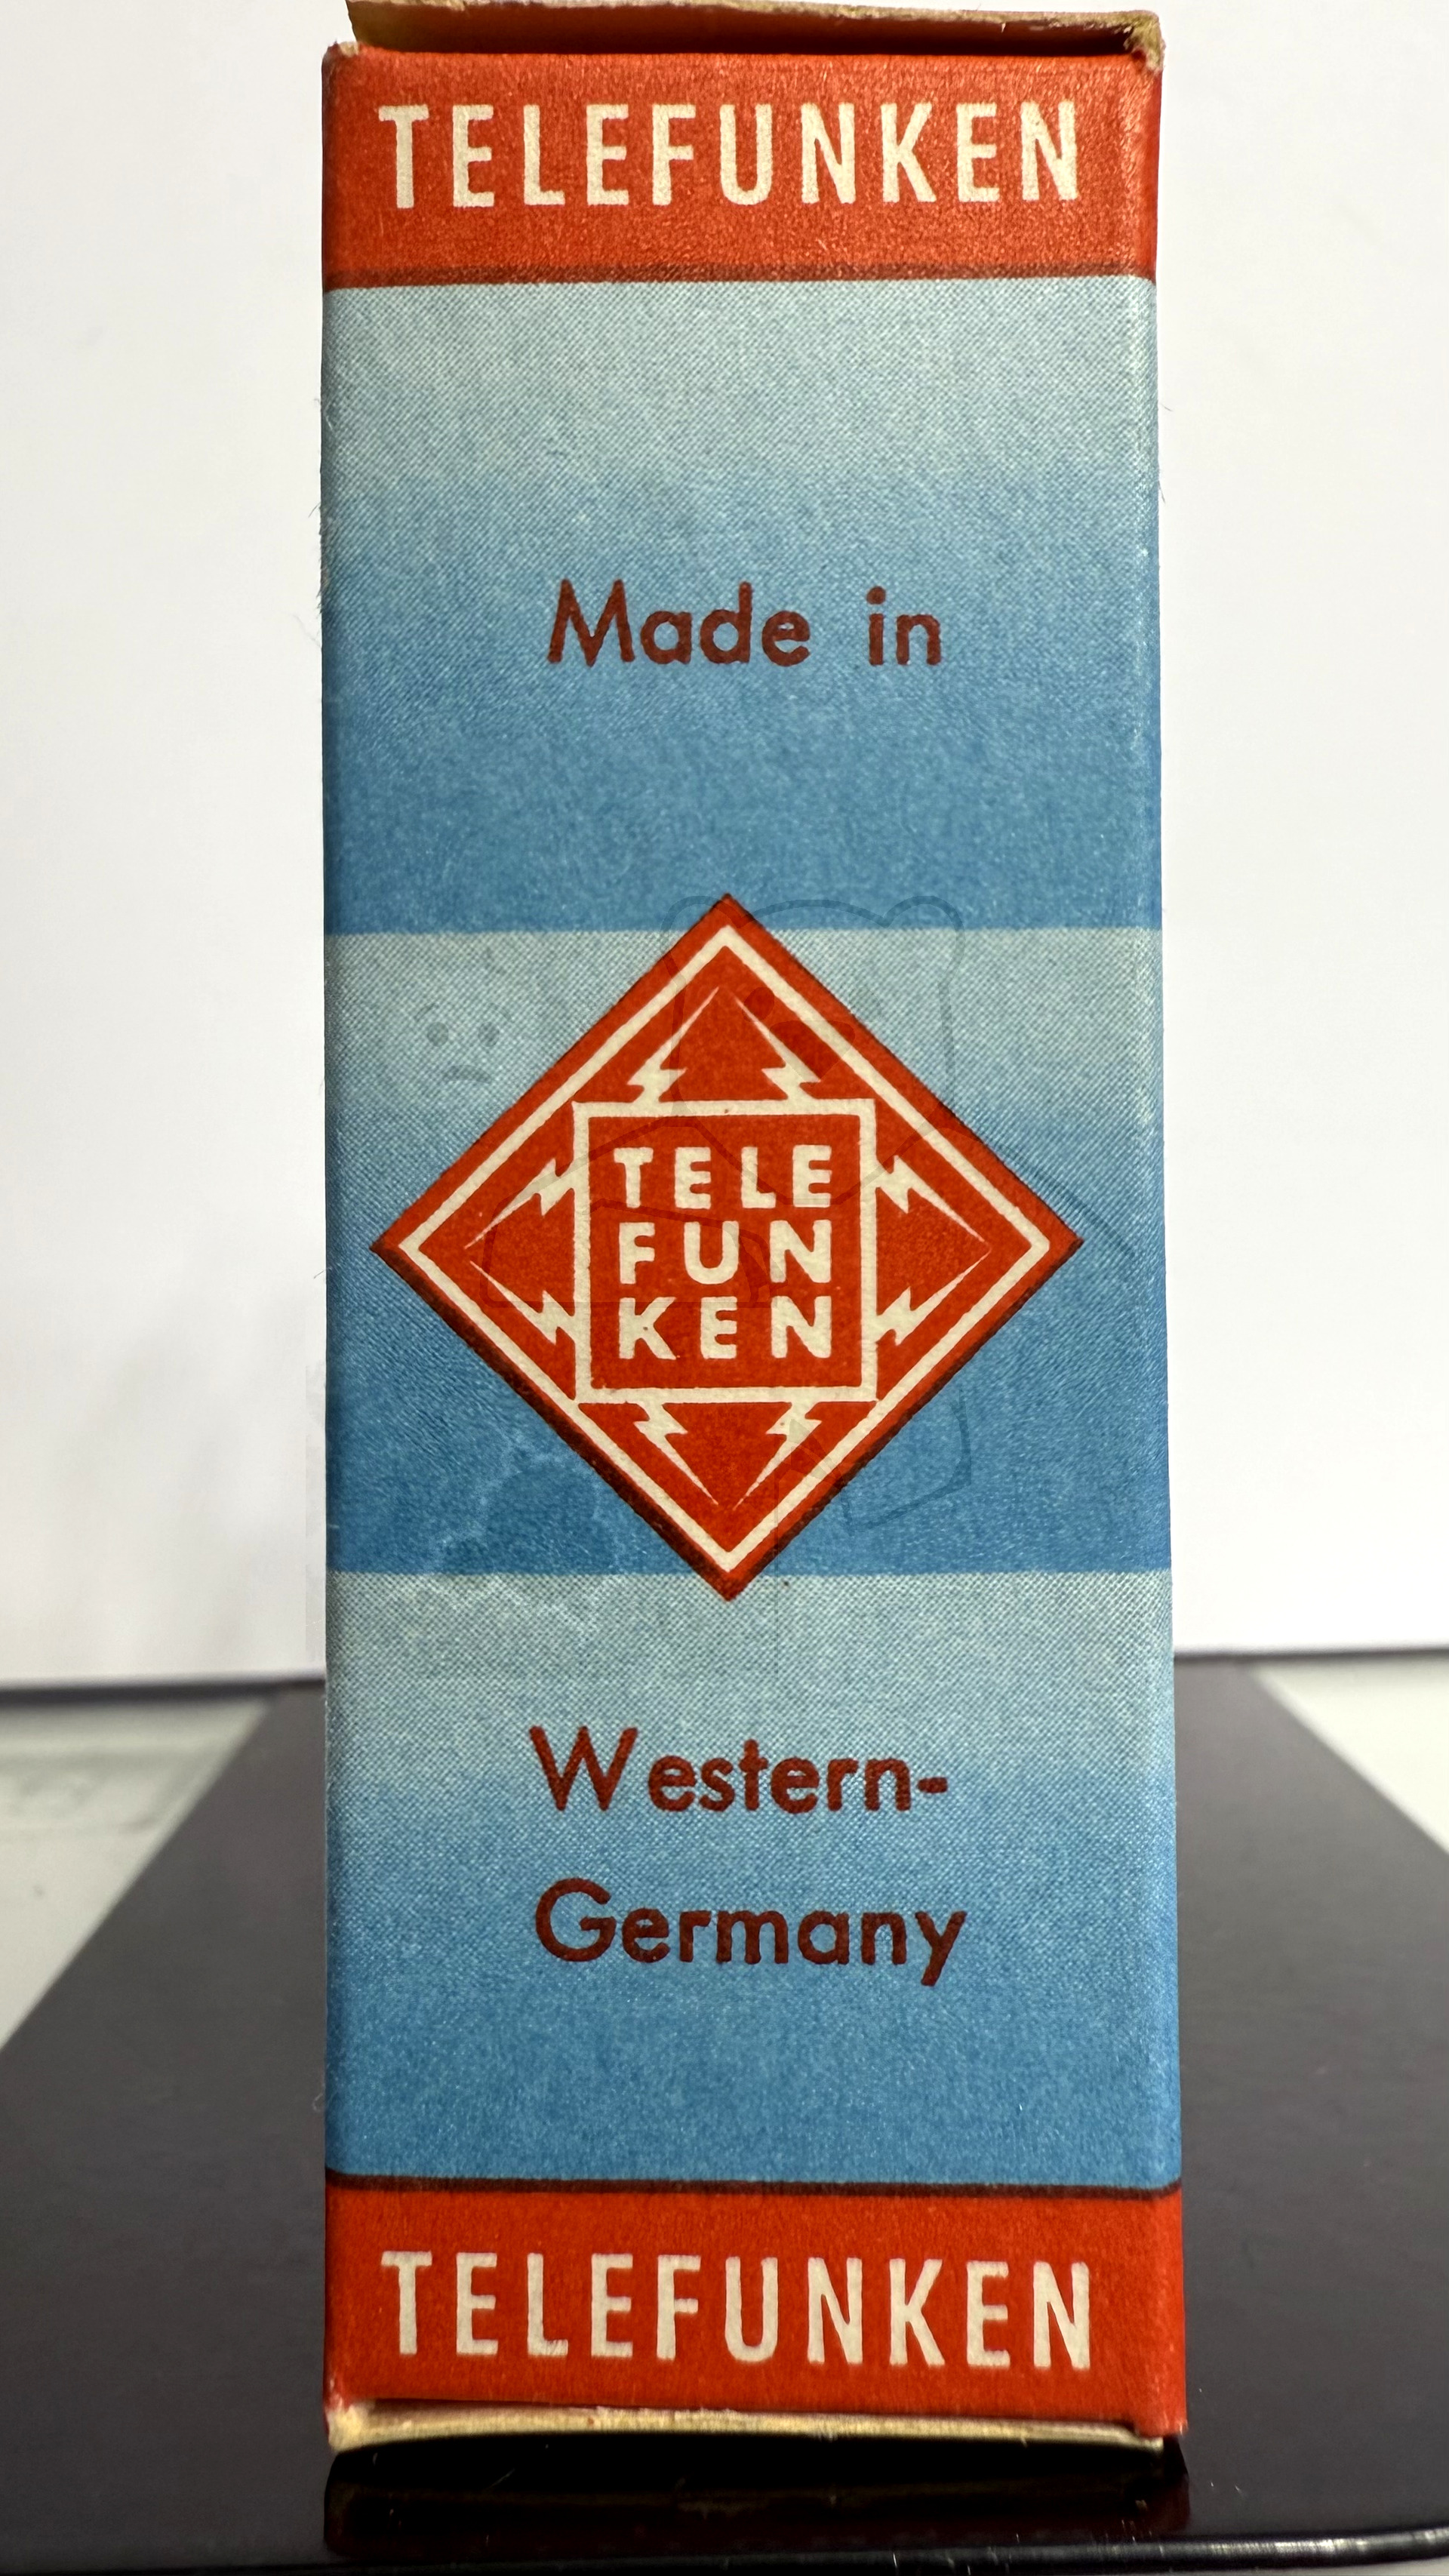 TELEFUNKEN
Made in
TELE
FUN
KEN
Western-
Germany
TELEFUNKEN